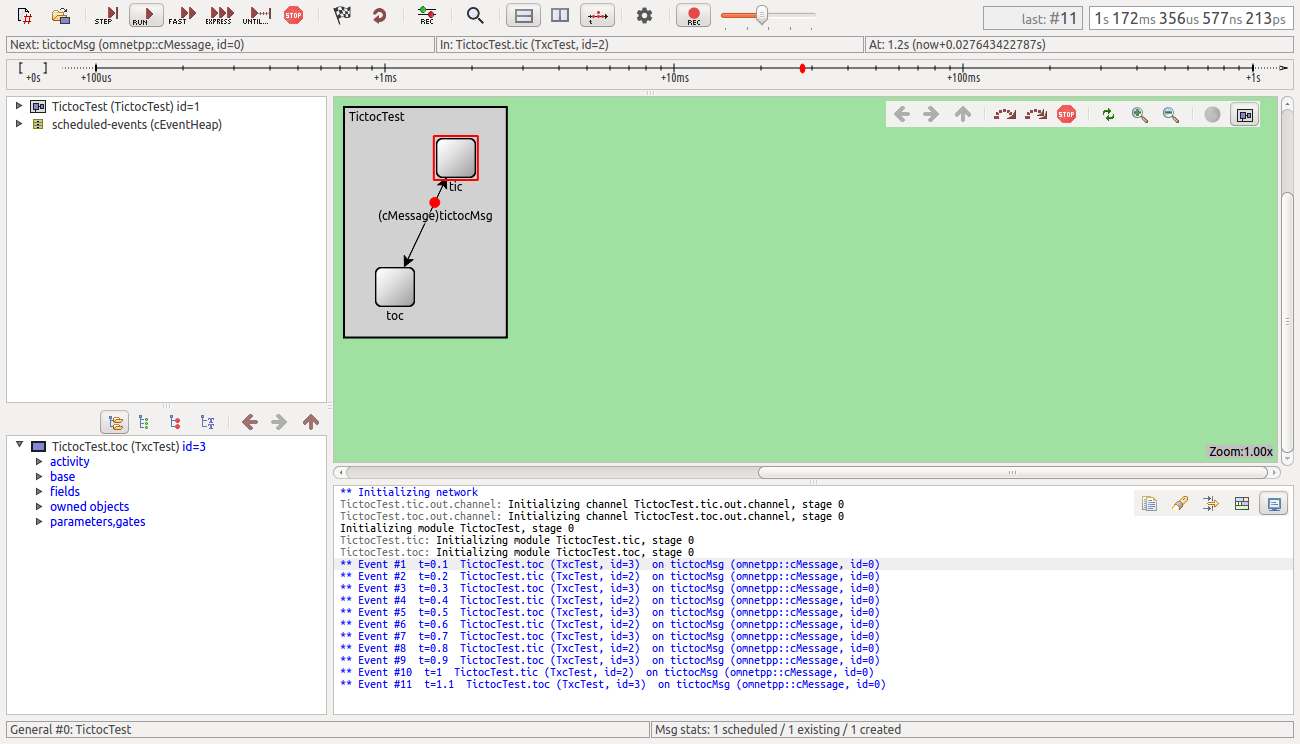 STEP RUN FAST EXPRESS UNTIL... STOP REC REC last: #11 1s 172ms 356us 577ns 213ps
Next: tictocMsg (omnetpp::cMessage, id=0) In: TictocTest.tic (TxcTest, id=2) At: 1.2s (now+0.027643422787s)
[ ]
+0s +100us +1ms +10ms +100ms +1s
TictocTest (TictocTest) id=1
scheduled-events (cEventHeap)
TictocTest
STOP
tic
(cMessage)tictocMsg
toc
Zoom:1.00x
TictocTest.toc (TxcTest) id=3
activity
base
fields
owned objects
parameters,gates
** Initializing network
TictocTest.tic.out.channel: Initializing channel TictocTest.tic.out.channel, stage 0
TictocTest.toc.out.channel: Initializing channel TictocTest.toc.out.channel, stage 0
Initializing module TictocTest, stage 0
TictocTest.tic: Initializing module TictocTest.tic, stage 0
TictocTest.toc: Initializing module TictocTest.toc, stage 0
** Event #1 t=0.1 TictocTest.toc (TxcTest, id=3) on tictocMsg (omnetpp::cMessage, id=0)
** Event #2 t=0.2 TictocTest.tic (TxcTest, id=2) on tictocMsg (omnetpp::cMessage, id=0)
** Event #3 t=0.3 TictocTest.toc (TxcTest, id=3) on tictocMsg (omnetpp::cMessage, id=0)
** Event #4 t=0.4 TictocTest.tic (TxcTest, id=2) on tictocMsg (omnetpp::cMessage, id=0)
** Event #5 t=0.5 TictocTest.toc (TxcTest, id=3) on tictocMsg (omnetpp::cMessage, id=0)
** Event #6 t=0.6 TictocTest.tic (TxcTest, id=2) on tictocMsg (omnetpp::cMessage, id=0)
** Event #7 t=0.7 TictocTest.toc (TxcTest, id=3) on tictocMsg (omnetpp::cMessage, id=0)
** Event #8 t=0.8 TictocTest.tic (TxcTest, id=2) on tictocMsg (omnetpp::cMessage, id=0)
** Event #9 t=0.9 TictocTest.toc (TxcTest, id=3) on tictocMsg (omnetpp::cMessage, id=0)
** Event #10 t=1 TictocTest.tic (TxcTest, id=2) on tictocMsg (omnetpp::cMessage, id=0)
** Event #11 t=1.1 TictocTest.toc (TxcTest, id=3) on tictocMsg (omnetpp::cMessage, id=0)
General #0: TictocTest Msg stats: 1 scheduled / 1 existing / 1 created